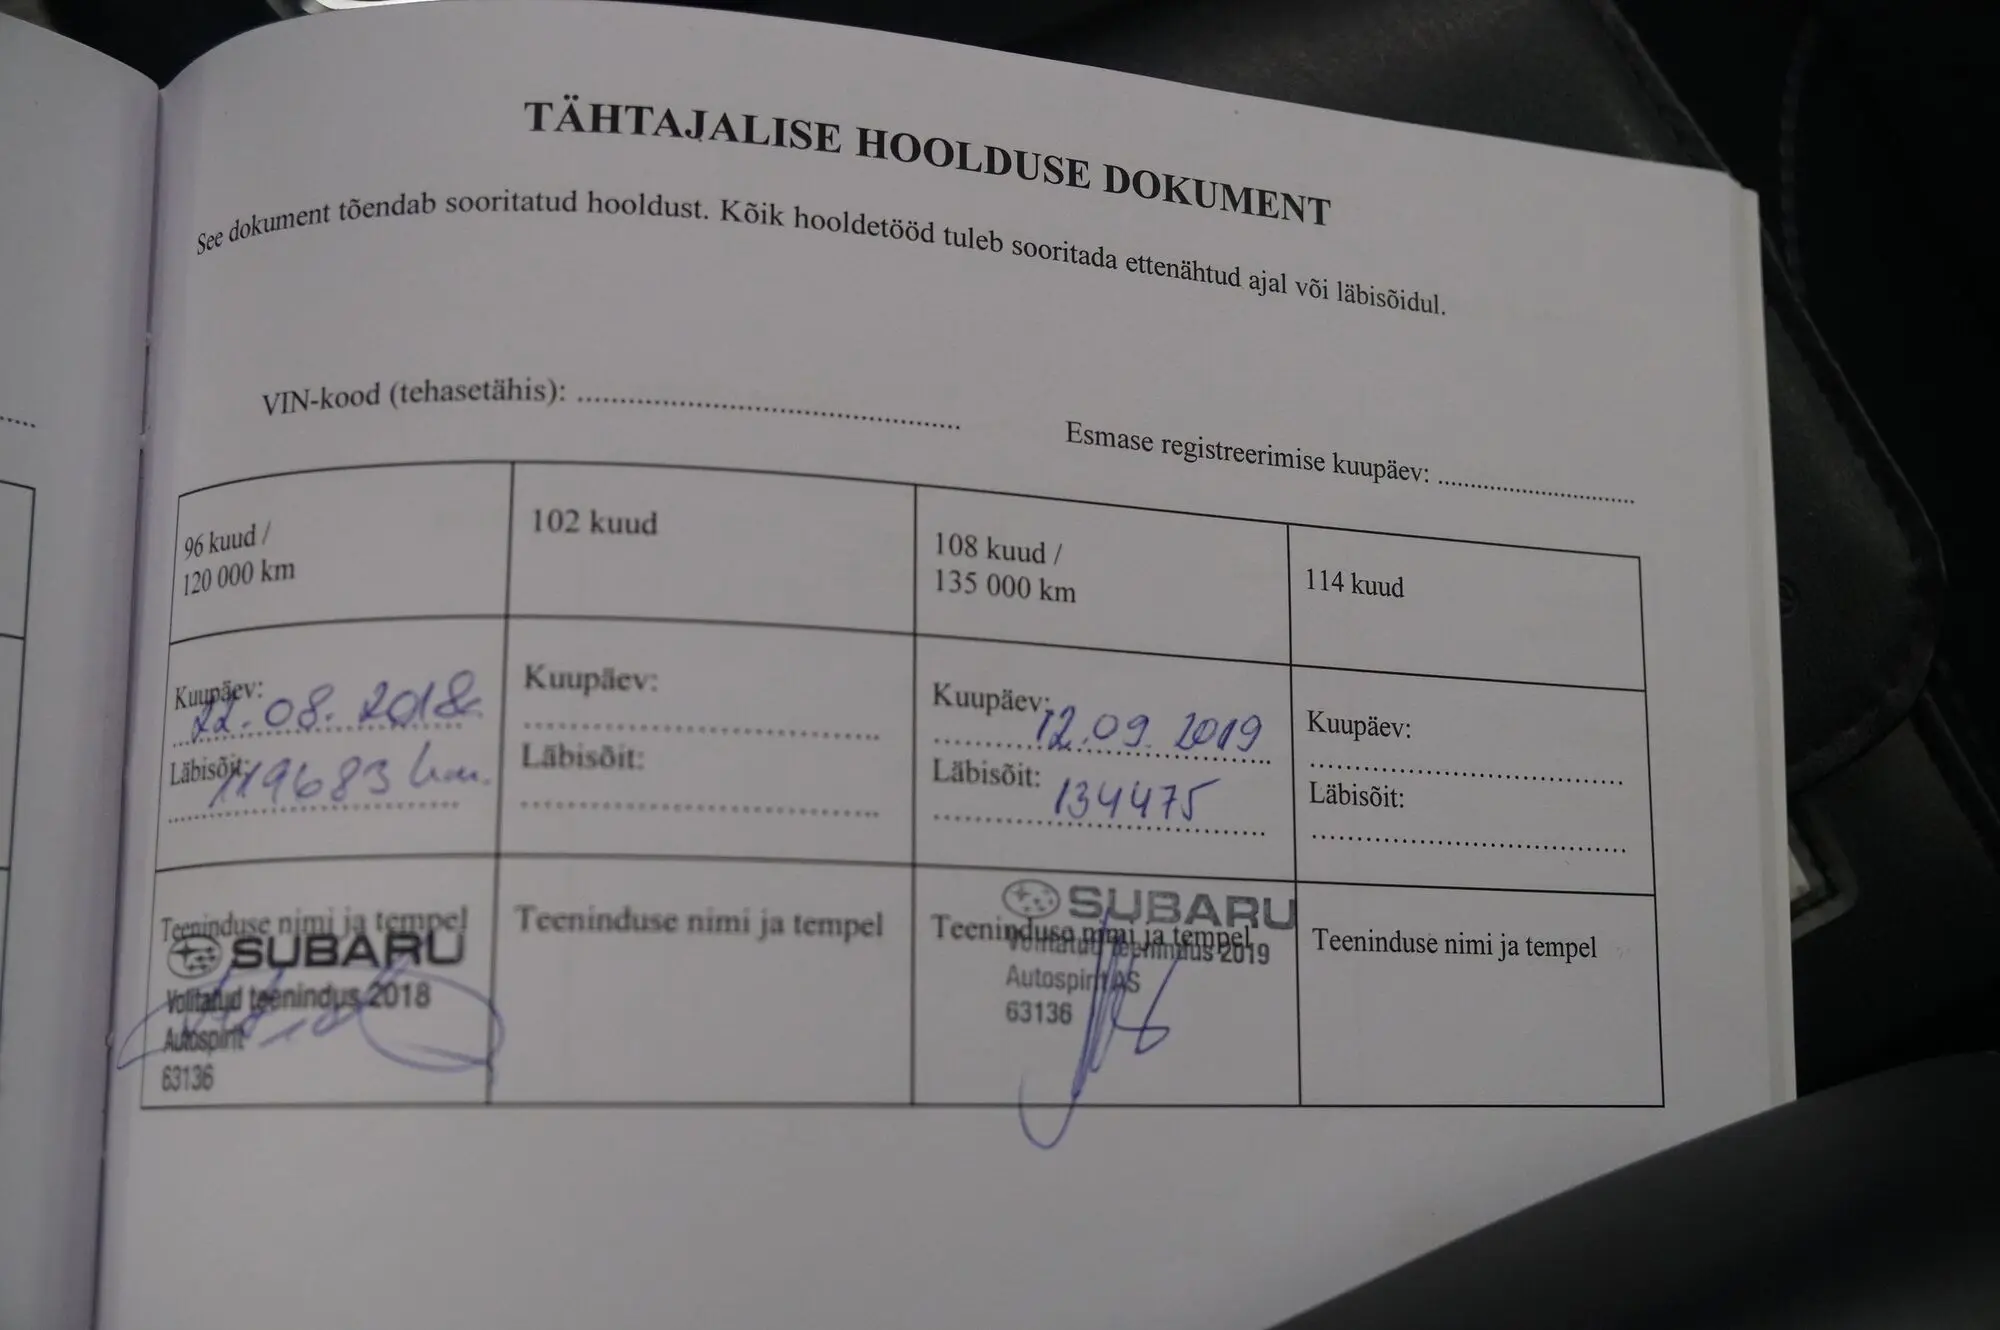 TÄHTAJALISE HOOLDUSE DOKUMENT
See dokument tõendab sooritatud hooldust. Kõik hooldetööd tuleb sooritada ettenähtud ajal või läbisõidul.
VIN-kood (tehasetähis): ........................................
Esmase registreerimise kuupäev: ..............................
96 kuud /
120 000 km
Kuupäev:
22.08.2018
Läbisõit:
119683 km.
Teeninduse nimi ja tempel
SUBARU
Volitatud teenindus 2018
Autospirit
63136
102 kuud
Kuupäev:
Läbisõit:
Teeninduse nimi ja tempel
108 kuud /
135 000 km
Kuupäev:
12.09.2019
Läbisõit:
134475
Teeninduse nimi ja tempel
SUBARU
Volitatud teenindus 2019
Autospirit AS
63136
114 kuud
Kuupäev:
Läbisõit:
Teeninduse nimi ja tempel